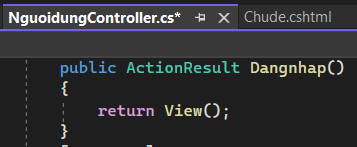 NguoidungController.cs* Chude.cshtml
public ActionResult Dangnhap()
{
return View();
}